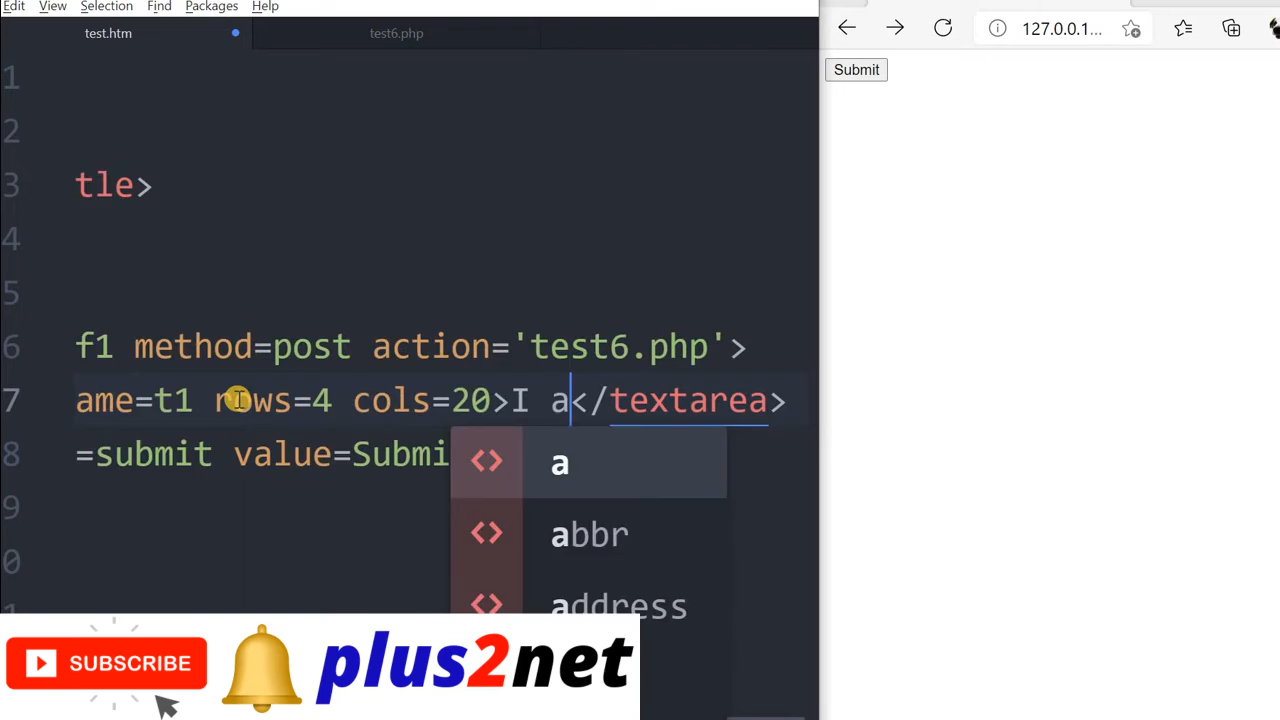 Edit View Selection Find Packages Help
test.htm test6.php
127.0.0.1...
Submit
1
2
3 tle>
4
5
6 f1 method=post action='test6.php'>
7 ame=t1 rows=4 cols=20>I a</textarea>
8 =submit value=Submi
a
9
abbr
0
address
1
SUBSCRIBE plus2net